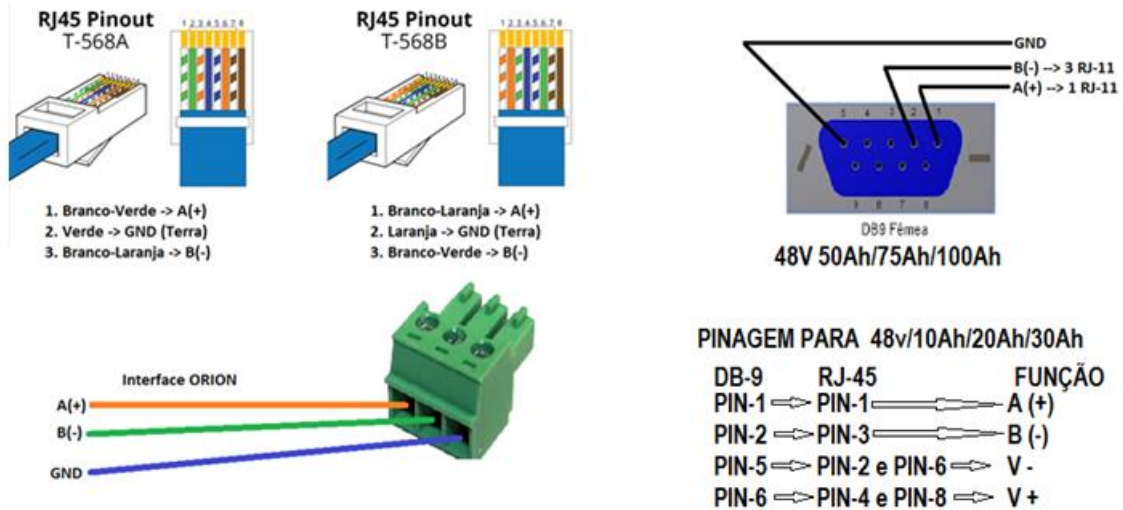 RJ45 Pinout
T-568A
1 2 3 4 5 6 7 8
1. Branco-Verde -> A(+)
2. Verde -> GND (Terra)
3. Branco-Laranja -> B(-)
RJ45 Pinout
T-568B
1 2 3 4 5 6 7 8
1. Branco-Laranja -> A(+)
2. Laranja -> GND (Terra)
3. Branco-Verde -> B(-)
GND
B(-) --> 3 RJ-11
A(+) --> 1 RJ-11
5 4 3 2 1
9 8 7 6
DB9 Fêmea
48V 50Ah/75Ah/100Ah
Interface ORION
A(+)
B(-)
GND
PINAGEM PARA 48v/10Ah/20Ah/30Ah
DB-9 RJ-45 FUNÇÃO
PIN-1 ⇨ PIN-1 ⇨ A (+)
PIN-2 ⇨ PIN-3 ⇨ B (-)
PIN-5 ⇨ PIN-2 e PIN-6 ⇨ V -
PIN-6 ⇨ PIN-4 e PIN-8 ⇨ V +